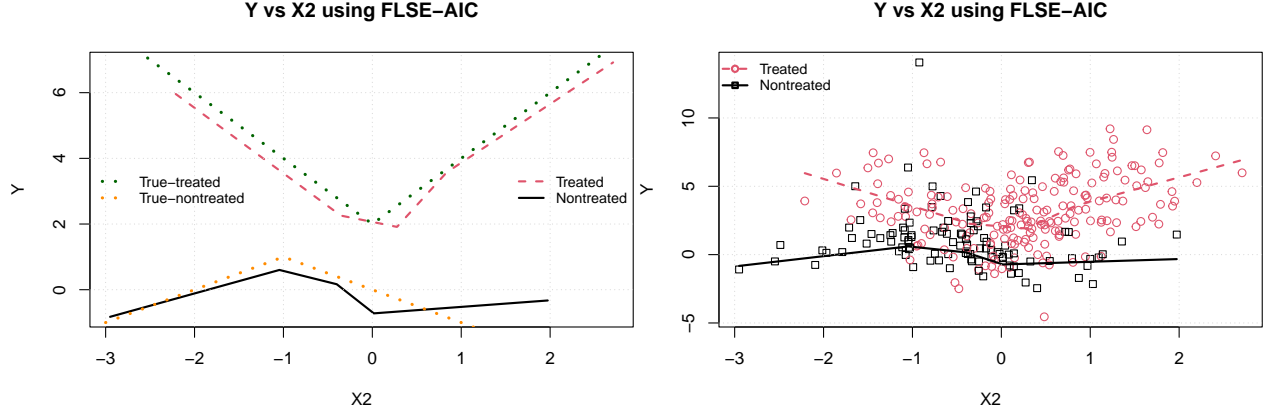 Y vs X2 using FLSE−AIC
Y
6
4
2
0
True−treated
True−nontreated
Treated
Nontreated
−3
−2
−1
0
1
2
X2
Y vs X2 using FLSE−AIC
Y
10
5
0
−5
Treated
Nontreated
−3
−2
−1
0
1
2
X2